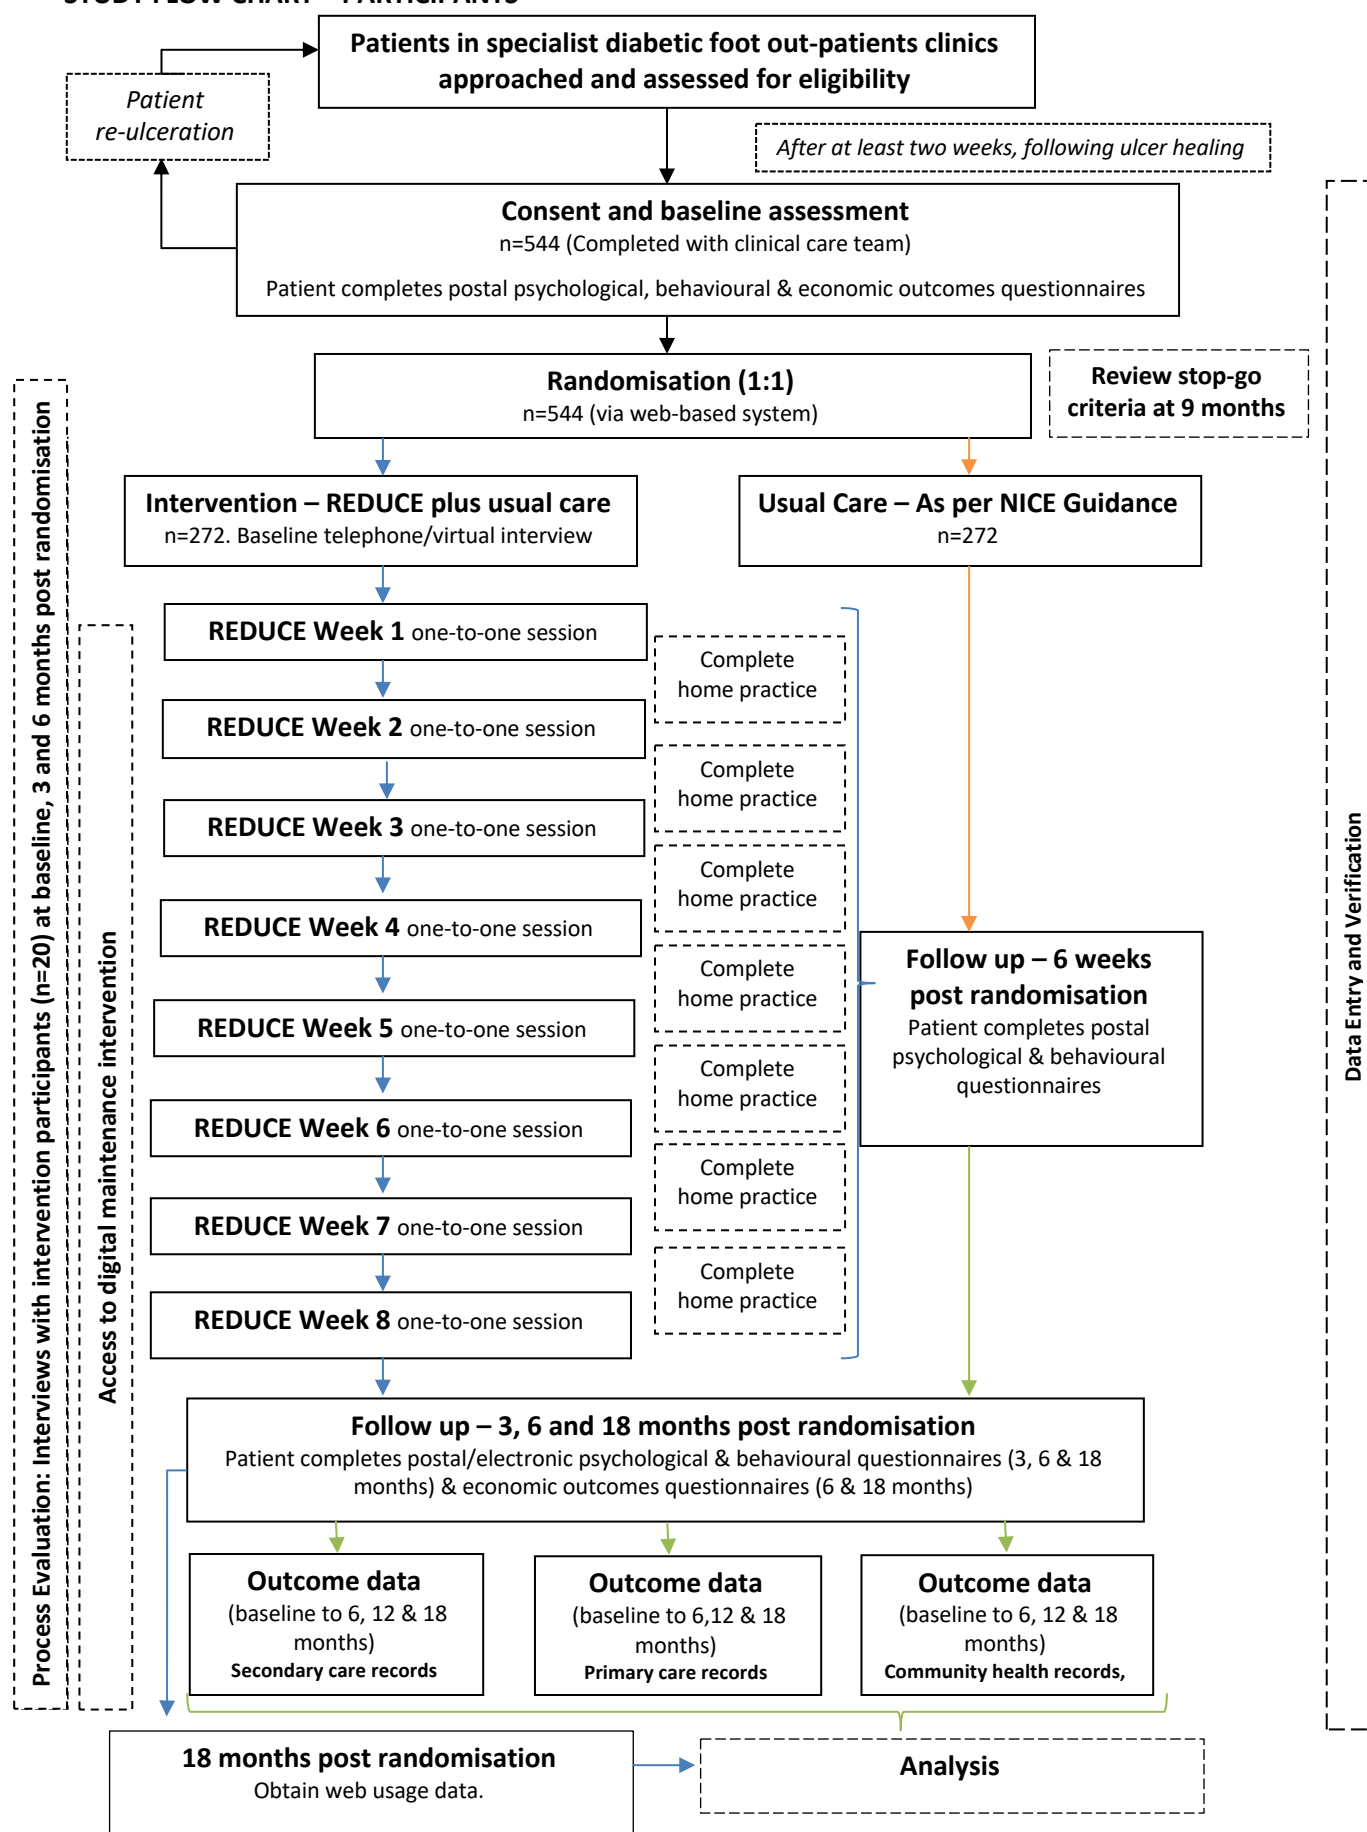 STUDY FLOW CHART – PARTICIPANTS
Patients in specialist diabetic foot out-patients clinics
approached and assessed for eligibility
Patient
re-ulceration
After at least two weeks, following ulcer healing
Consent and baseline assessment
n=544 (Completed with clinical care team)
Patient completes postal psychological, behavioural & economic outcomes questionnaires
Randomisation (1:1)
n=544 (via web-based system)
Review stop-go
criteria at 9 months
Intervention – REDUCE plus usual care
n=272. Baseline telephone/virtual interview
Usual Care – As per NICE Guidance
n=272
REDUCE Week 1 one-to-one session
Complete
home practice
REDUCE Week 2 one-to-one session
Complete
home practice
REDUCE Week 3 one-to-one session
Complete
home practice
REDUCE Week 4 one-to-one session
Complete
home practice
REDUCE Week 5 one-to-one session
Complete
home practice
REDUCE Week 6 one-to-one session
Complete
home practice
REDUCE Week 7 one-to-one session
Complete
home practice
REDUCE Week 8 one-to-one session
Follow up – 6 weeks
post randomisation
Patient completes postal
psychological & behavioural
questionnaires
Process Evaluation: Interviews with intervention participants (n=20) at baseline, 3 and 6 months post randomisation
Access to digital maintenance intervention
Data Entry and Verification
Follow up – 3, 6 and 18 months post randomisation
Patient completes postal/electronic psychological & behavioural questionnaires (3, 6 & 18
months) & economic outcomes questionnaires (6 & 18 months)
Outcome data
(baseline to 6, 12 & 18
months)
Secondary care records
Outcome data
(baseline to 6,12 & 18
months)
Primary care records
Outcome data
(baseline to 6, 12 & 18
months)
Community health records,
18 months post randomisation
Obtain web usage data.
Analysis